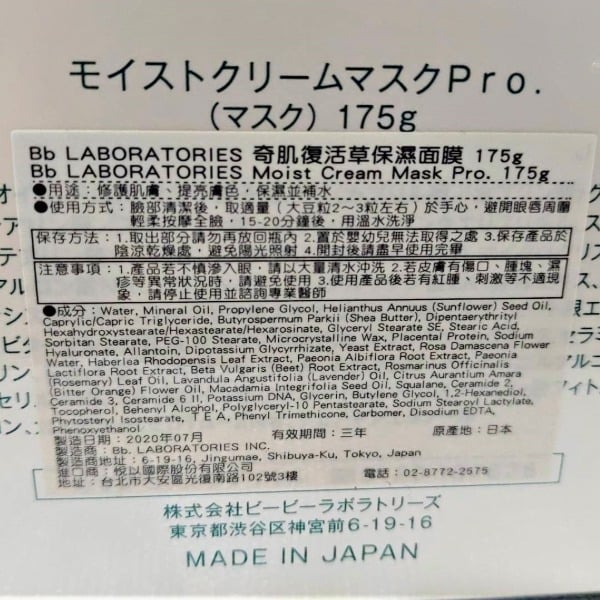 モイストクリームマスクPro.
(マスク) 175g
Bb LABORATORIES 奇肌復活草保濕面膜 175g
Bb LABORATORIES Moist Cream Mask Pro. 175g
●用途：修護肌膚、提亮膚色，保濕並補水
●使用方式：臉部清潔後，取適量（大豆粒2～3粒左右）於手心，避開眼唇周圍
輕柔按摩全臉，15-20分鐘後，用溫水洗淨
保存方法：1.取出部分請勿再放回瓶內 2.置於嬰幼兒無法取得之處 3.保存產品於
陰涼乾燥處，避免陽光照射 4.開封後請盡早使用完畢
注意事項：1.產品若不慎滲入眼，請以大量清水沖洗 2.若皮膚有傷口、腫塊、濕
疹等異常狀況時，請避免使用 3.使用產品後若有紅腫、刺激等不適現
象，請停止使用並諮詢專業醫師
●成分：Water, Mineral Oil, Propylene Glycol, Helianthus Annuus (Sunflower) Seed Oil,
Caprylic/Capric Triglyceride, Butyrospermum Parkii (Shea Butter), Dipentaerythrityl
Hexahydroxystearate/Hexastearate/Hexarosinate, Glyceryl Stearate SE, Stearic Acid,
Sorbitan Stearate, PEG-100 Stearate, Microcrystalline Wax, Placental Protein, Sodium
Hyaluronate, Allantoin, Dipotassium Glycyrrhizate, Yeast Extract, Rosa Damascena Flower
Water, Haberlea Rhodopensis Leaf Extract, Paeonia Albiflora Root Extract, Paeonia
Lactiflora Root Extract, Beta Vulgaris (Beet) Root Extract, Rosmarinus Officinalis
(Rosemary) Leaf Oil, Lavandula Angustifolia (Lavender) Oil, Citrus Aurantium Amara
(Bitter Orange) Flower Oil, Macadamia Integrifolia Seed Oil, Squalane, Ceramide 2,
Ceramide 3, Ceramide 6 II, Potassium DNA, Glycerin, Butylene Glycol, 1,2-Hexanediol,
Tocopherol, Behenyl Alcohol, Polyglyceryl-10 Pentastearate, Sodium Stearoyl Lactylate,
Phytosteryl Isostearate, T EA, Phenyl Trimethicone, Carbomer, Disodium EDTA,
Phenoxyethanol
製造日期：2020年07月 有效期間：三年 原產地：日本
製造商：Bb. LABORATORIES INC.
製造商地址：6-19-16, Jingumae, Shibuya-Ku, Tokyo, Japan
進口商：悅以國際股份有限公司 電話：02-8772-2575
地址：台北市大安區光復南路102號3樓
株式会社ビービーラボラトリーズ
東京都渋谷区神宮前6-19-16
MADE IN JAPAN